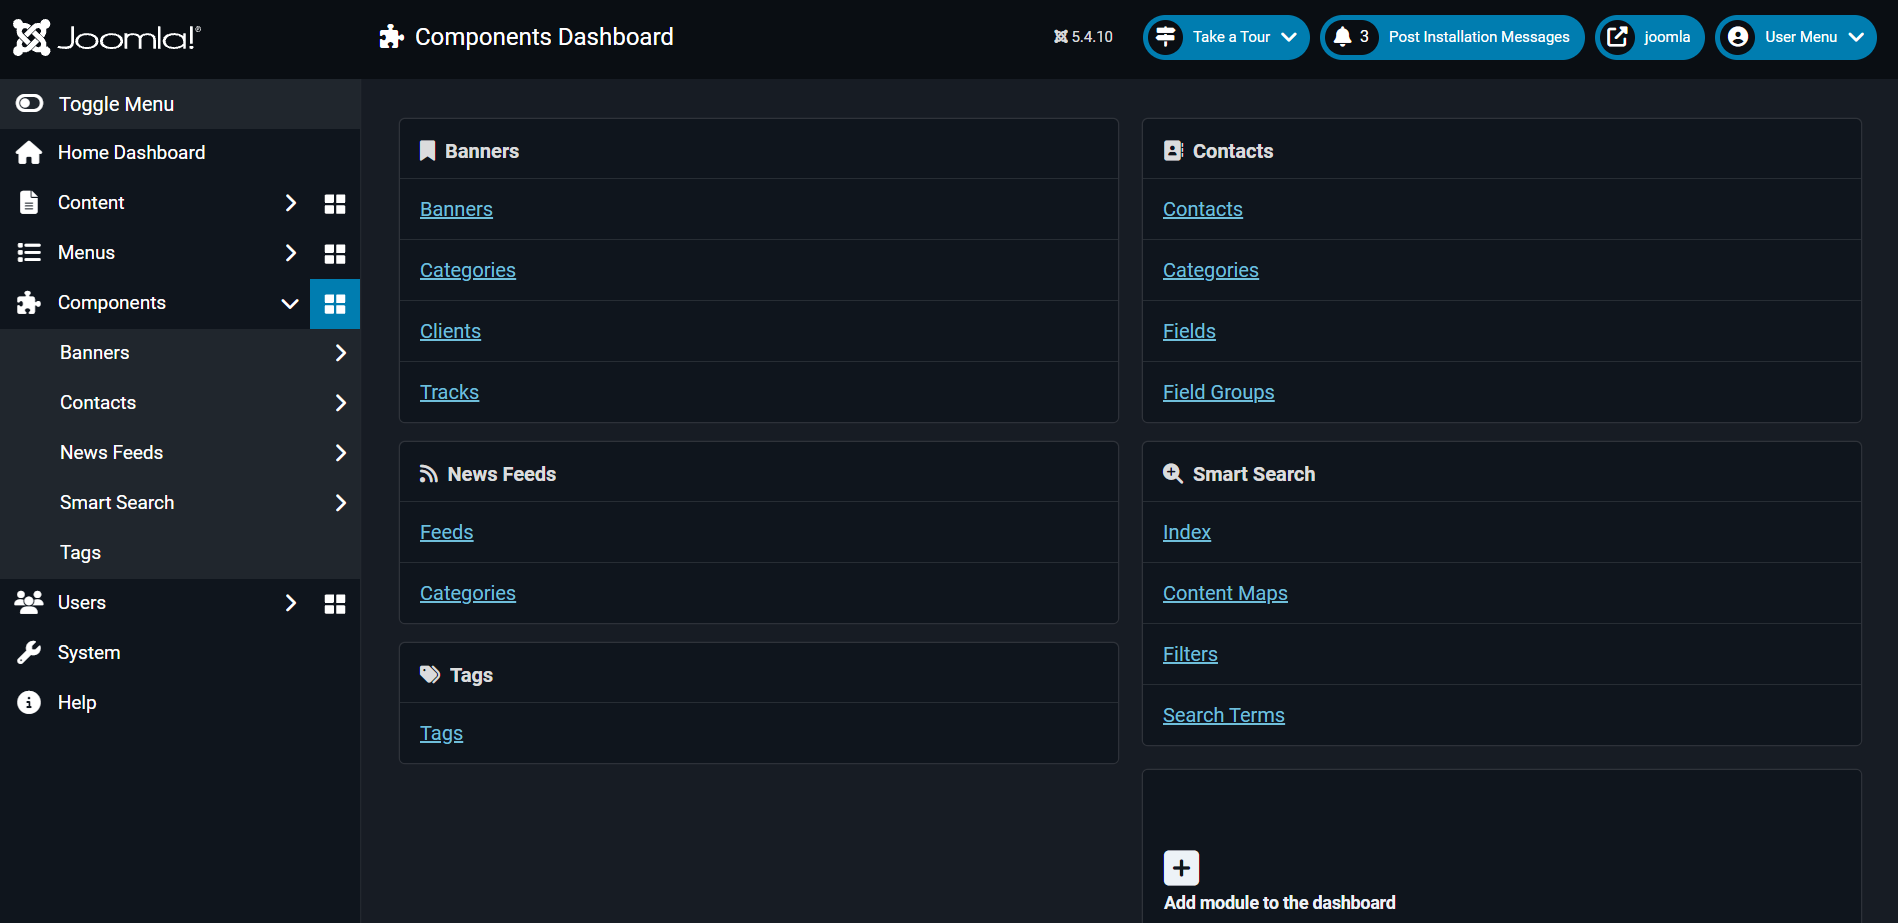 Joomla!®
Components Dashboard
5.4.10
Take a Tour
3 Post Installation Messages
joomla
User Menu
Toggle Menu
Home Dashboard
Content
Menus
Components
Banners
Contacts
News Feeds
Smart Search
Tags
Users
System
Help
Banners
Banners
Categories
Clients
Tracks
News Feeds
Feeds
Categories
Tags
Tags
Contacts
Contacts
Categories
Fields
Field Groups
Smart Search
Index
Content Maps
Filters
Search Terms
Add module to the dashboard